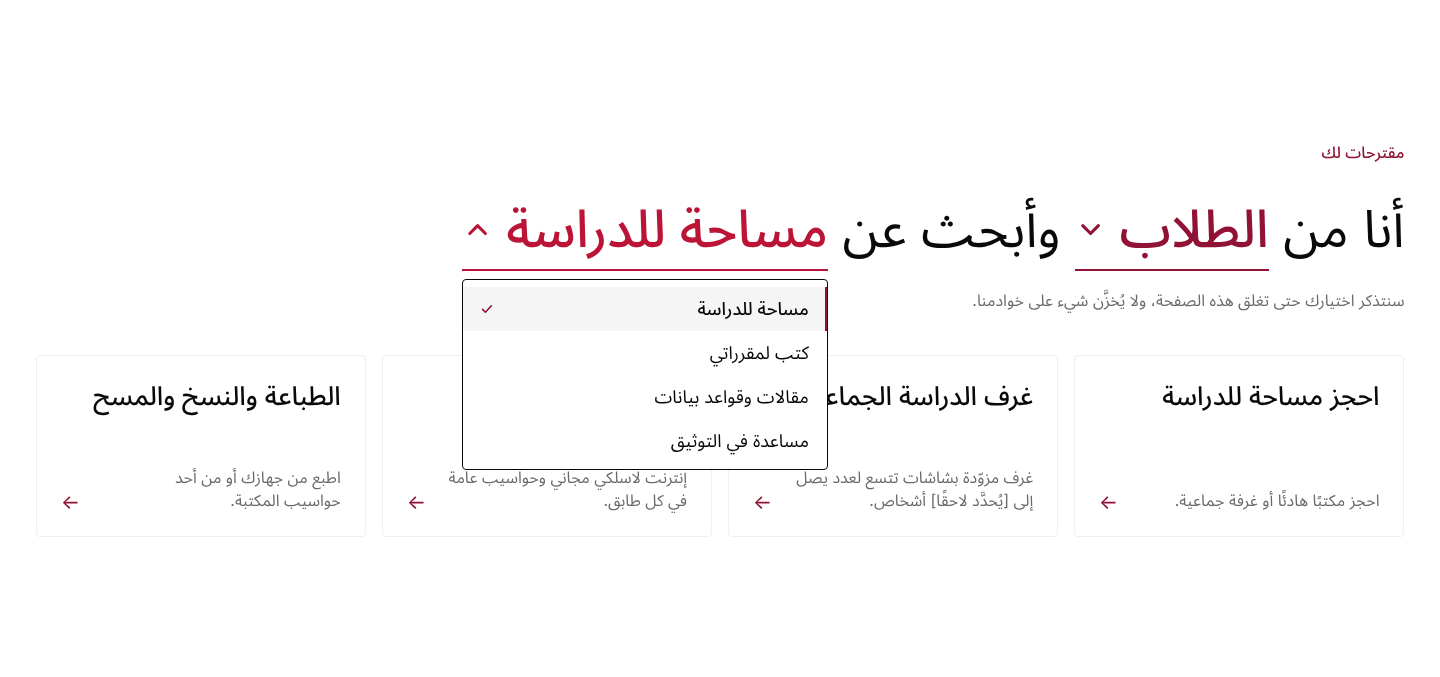 مقترحات لك
أنا من الطلاب وأبحث عن مساحة للدراسة
سنتذكر اختيارك حتى تغلق هذه الصفحة، ولا يُخزَّن شيء على خوادمنا.
مساحة للدراسة
كتب لمقرراتي
مقالات وقواعد بيانات
مساعدة في التوثيق
احجز مساحة للدراسة
احجز مكتبًا هادئًا أو غرفة جماعية.
غرف الدراسة
غرف مزوّدة بشاشات تتسع لعدد يصل
إلى [يُحدَّد لاحقًا] أشخاص.
إنترنت لاسلكي مجاني وحواسيب عامة
في كل طابق.
الطباعة والنسخ والمسح
اطبع من جهازك أو من أحد
حواسيب المكتبة.